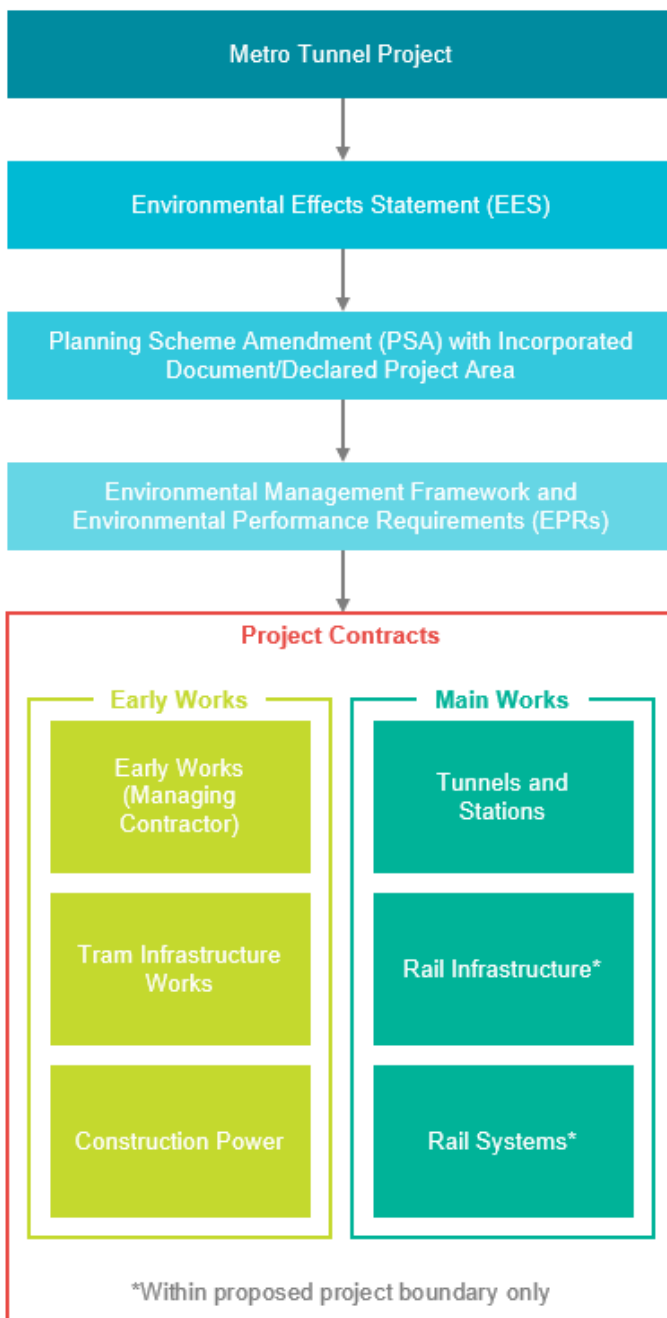 Metro Tunnel Project
Environmental Effects Statement (EES)
Planning Scheme Amendment (PSA) with Incorporated
Document/Declared Project Area
Environmental Management Framework and
Environmental Performance Requirements (EPRs)
Project Contracts
Early Works
Early Works
(Managing
Contractor)
Tram Infrastructure
Works
Construction Power
Main Works
Tunnels and
Stations
Rail Infrastructure*
Rail Systems*
*Within proposed project boundary only